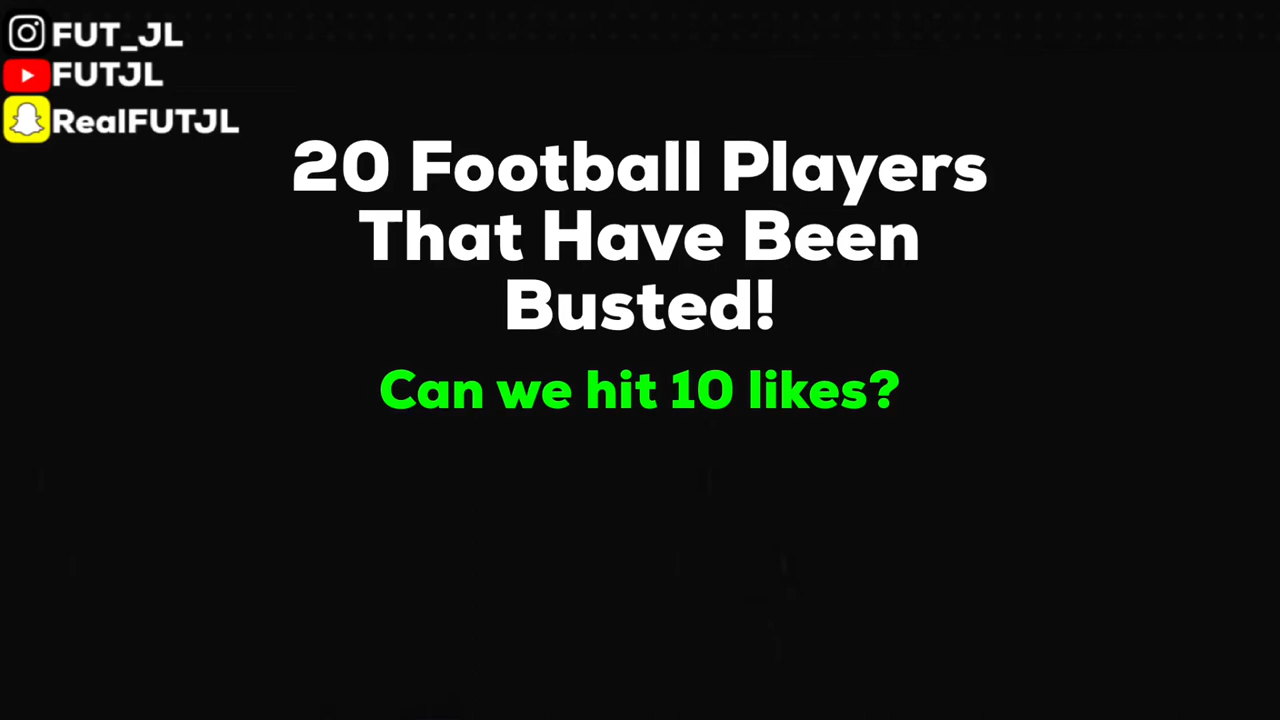 FUT_JL
FUTJL
RealFUTJL
20 Football Players
That Have Been
Busted!
Can we hit 10 likes?